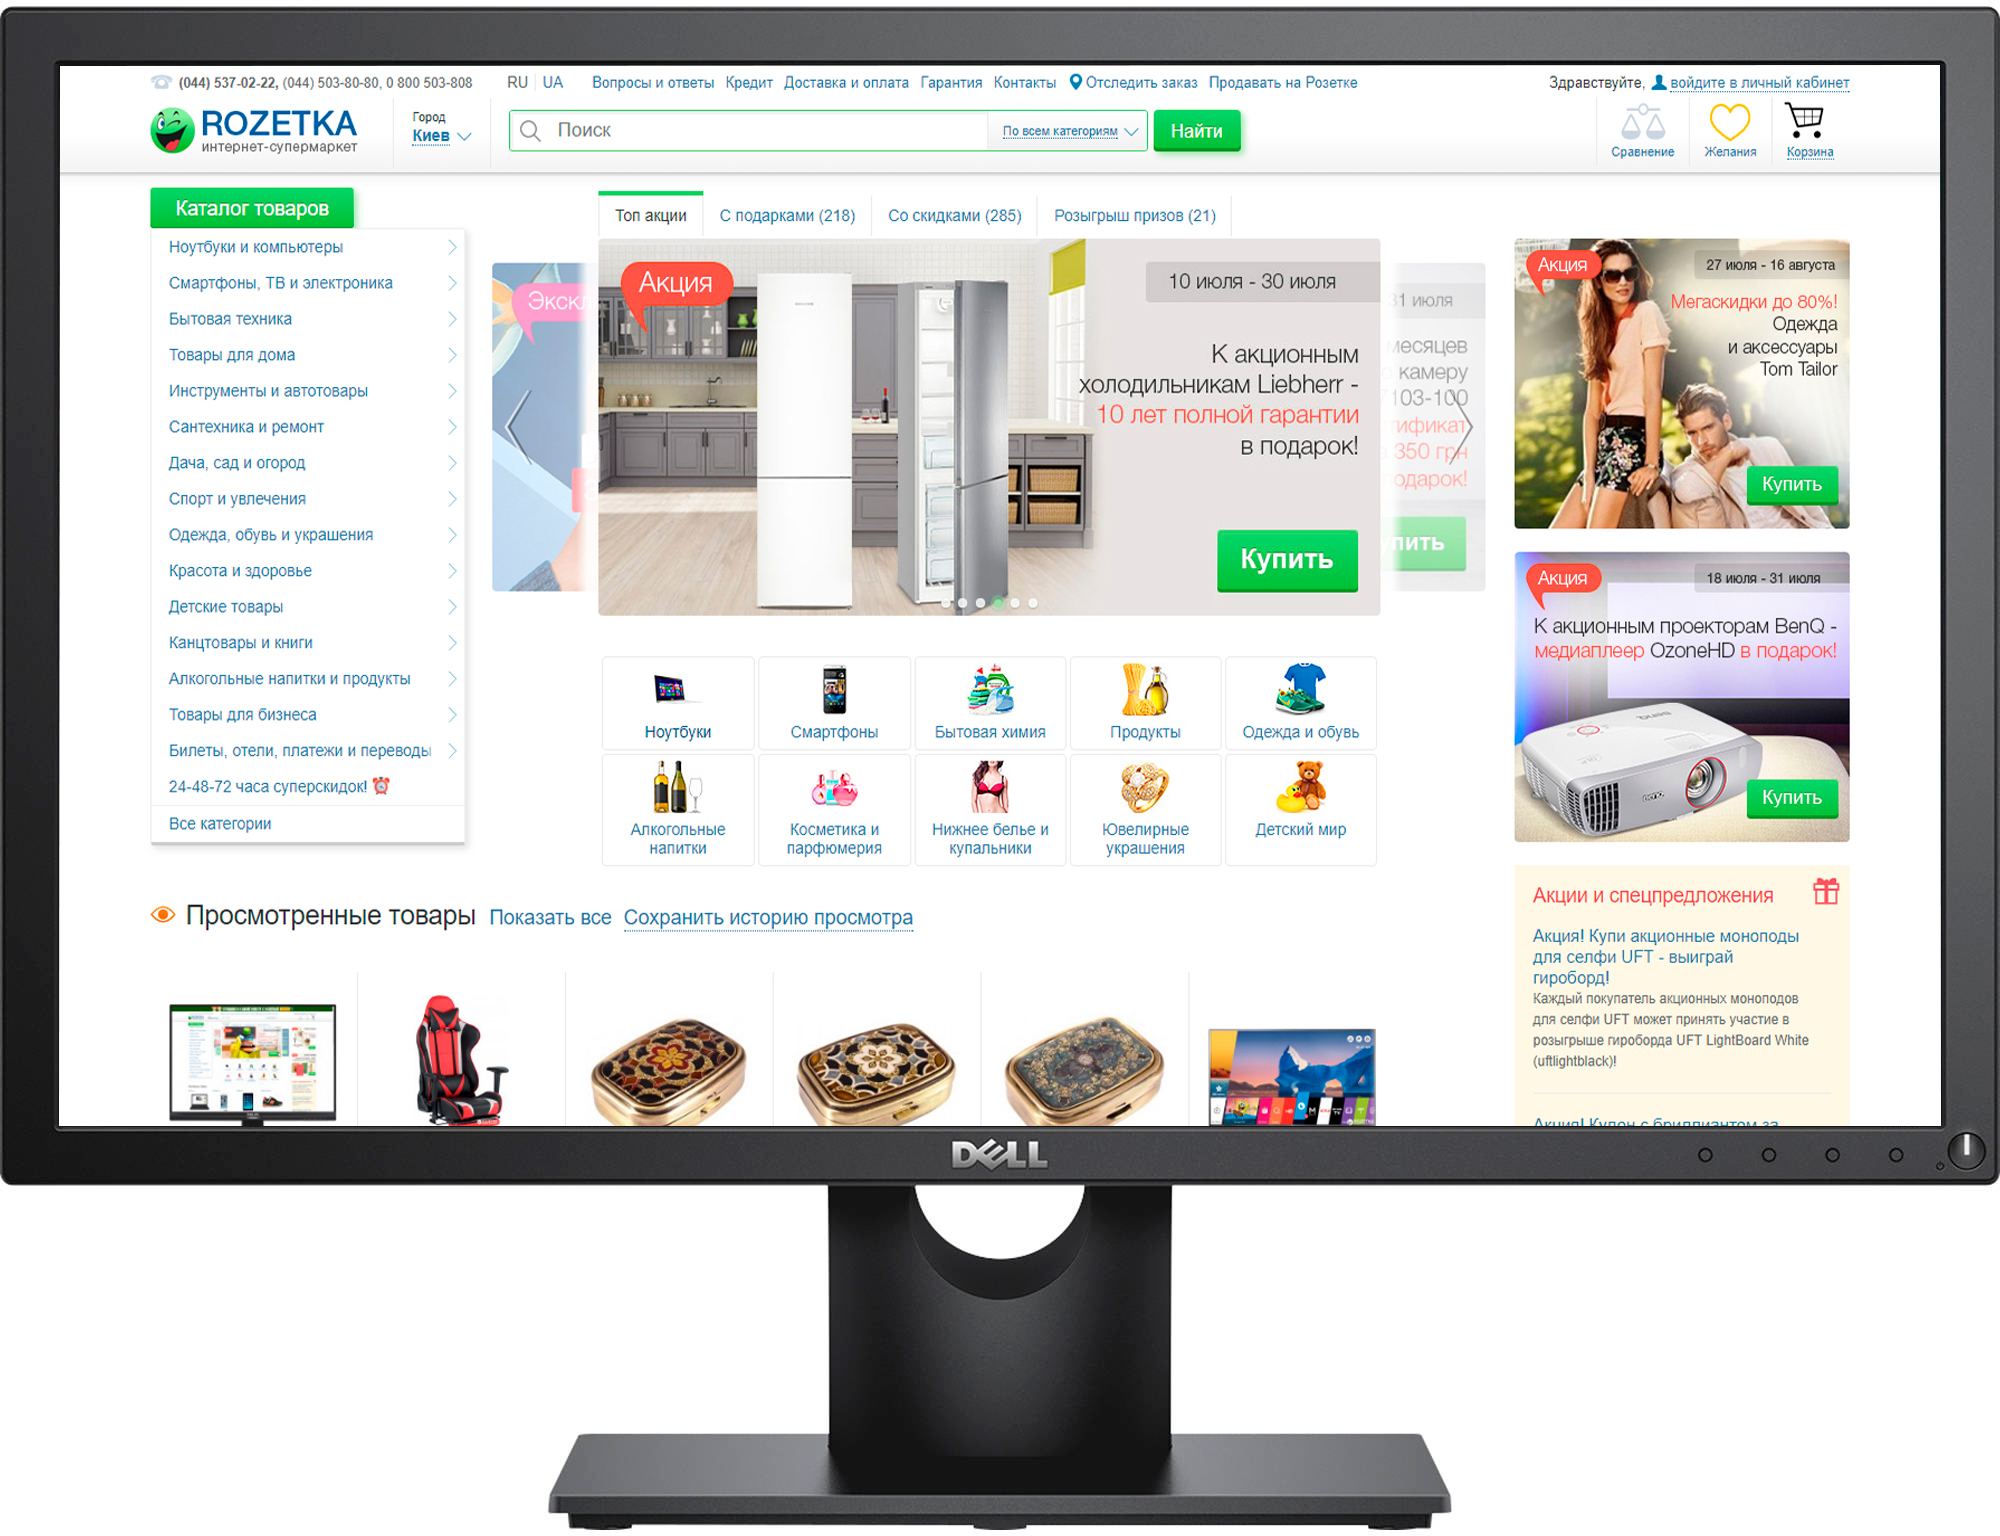 (044) 537-02-22, (044) 503-80-80, 0 800 503-808
RU UA
Вопросы и ответы Кредит Доставка и оплата Гарантия Контакты Отследить заказ Продавать на Розетке
Здравствуйте, войдите в личный кабинет
ROZETKA
интернет-супермаркет
Город
Киев
Поиск
По всем категориям
Найти
Сравнение
Желания
Корзина
Каталог товаров
Ноутбуки и компьютеры
Смартфоны, ТВ и электроника
Бытовая техника
Товары для дома
Инструменты и автотовары
Сантехника и ремонт
Дача, сад и огород
Спорт и увлечения
Одежда, обувь и украшения
Красота и здоровье
Детские товары
Канцтовары и книги
Алкогольные напитки и продукты
Товары для бизнеса
Билеты, отели, платежи и переводы
24-48-72 часа суперскидок!
Все категории
Топ акции
С подарками (218)
Со скидками (285)
Розыгрыш призов (21)
Акция
10 июля - 30 июля
К акционным
холодильникам Liebherr -
10 лет полной гарантии
в подарок!
Купить
31 июля
месяцев
камеру
103-100
350 грн
Акция
27 июля - 16 августа
Мегаскидки до 80%!
Одежда
и аксессуары
Tom Tailor
Купить
Акция
18 июля - 31 июля
К акционным проекторам BenQ -
медиаплеер OzoneHD в подарок!
BenQ
Купить
Ноутбуки
Смартфоны
Бытовая химия
Продукты
Одежда и обувь
Алкогольные
напитки
Косметика и
парфюмерия
Нижнее белье и
купальники
Ювелирные
украшения
Детский мир
Просмотренные товары Показать все Сохранить историю просмотра
Акции и спецпредложения
Акция! Купи акционные моноподы
для селфи UFT - выиграй
гироборд!
Каждый покупатель акционных моноподов
для селфи UFT может принять участие в
розыгрыше гироборда UFT LightBoard White
(uftlightblack)!
Акция! Кулон с бриллиантом за
DELL